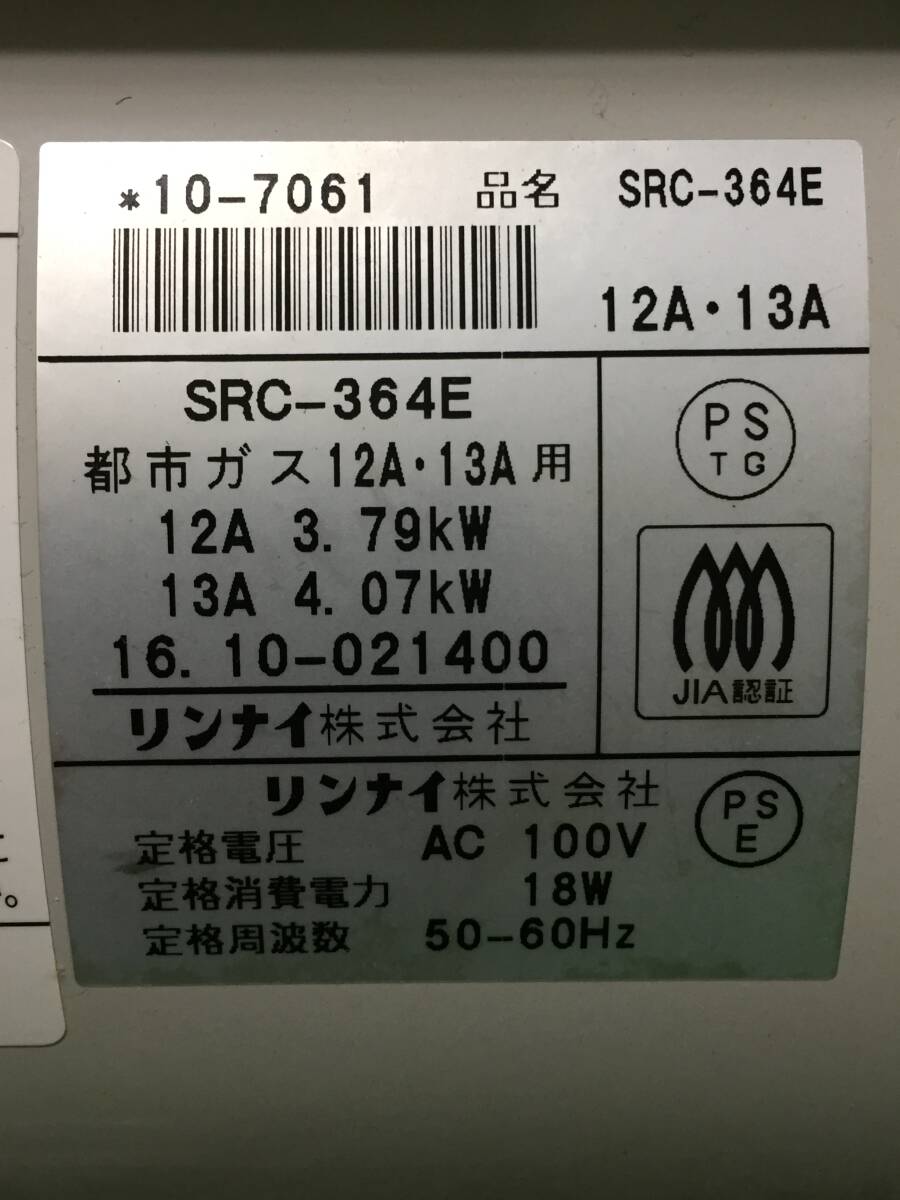 *10-7061 品名 SRC-364E
12A・13A
SRC-364E
都市ガス12A・13A用
12A 3.79kW
13A 4.07kW
16.10-021400
リンナイ株式会社
PS
TG
JIA認証
リンナイ株式会社
PS
E
定格電圧 AC 100V
定格消費電力 18W
定格周波数 50-60Hz
。